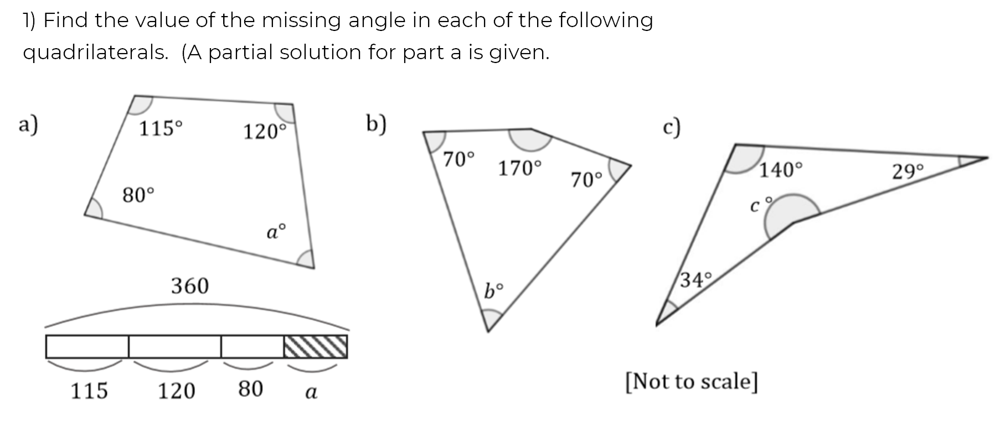 1) Find the value of the missing angle in each of the following
quadrilaterals.  (A partial solution for part a is given.
a)
115°
120°
80°
a°
360
115
120
80
a
b)
70°
170°
70°
b°
c)
140°
29°
c°
34°
[Not to scale]